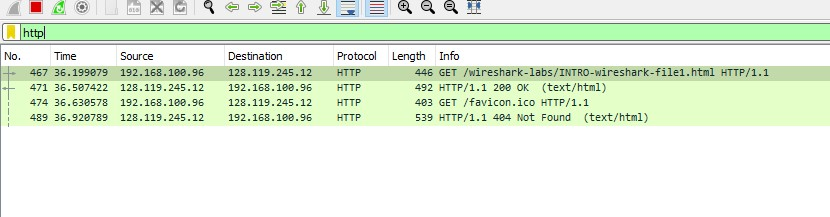 http
No. Time Source Destination Protocol Length Info
467 36.199079 192.168.100.96 128.119.245.12 HTTP 446 GET /wireshark-labs/INTRO-wireshark-file1.html HTTP/1.1
471 36.507422 128.119.245.12 192.168.100.96 HTTP 492 HTTP/1.1 200 OK (text/html)
474 36.630578 192.168.100.96 128.119.245.12 HTTP 403 GET /favicon.ico HTTP/1.1
489 36.920789 128.119.245.12 192.168.100.96 HTTP 539 HTTP/1.1 404 Not Found (text/html)